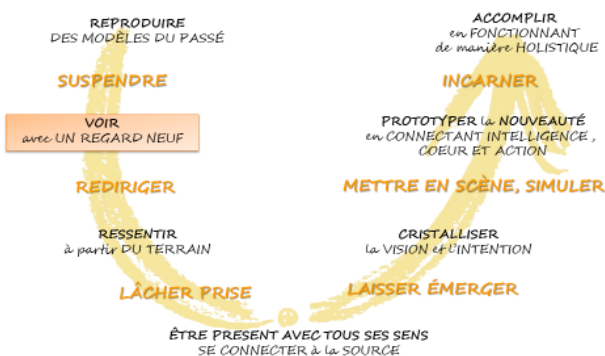 REPRODUIRE
DES MODÈLES DU PASSÉ
SUSPENDRE
VOIR
avec UN REGARD NEUF
REDIRIGER
RESSENTIR
à partir DU TERRAIN
LÂCHER PRISE
ÊTRE PRESENT AVEC TOUS SES SENS
SE CONNECTER à la SOURCE
ACCOMPLIR
en FONCTIONNANT
de manière HOLISTIQUE
INCARNER
PROTOTYPER la NOUVEAUTÉ
en CONNECTANT INTELLIGENCE ,
COEUR ET ACTION
METTRE EN SCÈNE, SIMULER
CRISTALLISER
la VISION et L'INTENTION
LAISSER ÉMERGER